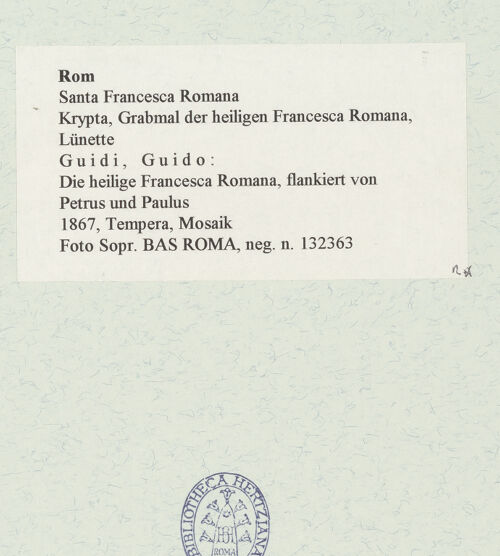 Rom
Santa Francesca Romana
Krypta, Grabmal der heiligen Francesca Romana,
Lünette
Guidi, Guido:
Die heilige Francesca Romana, flankiert von
Petrus und Paulus
1867, Tempera, Mosaik
Foto Sopr. BAS ROMA, neg. n. 132363
BIBLIOTHECA HERTZIANA
ROMA